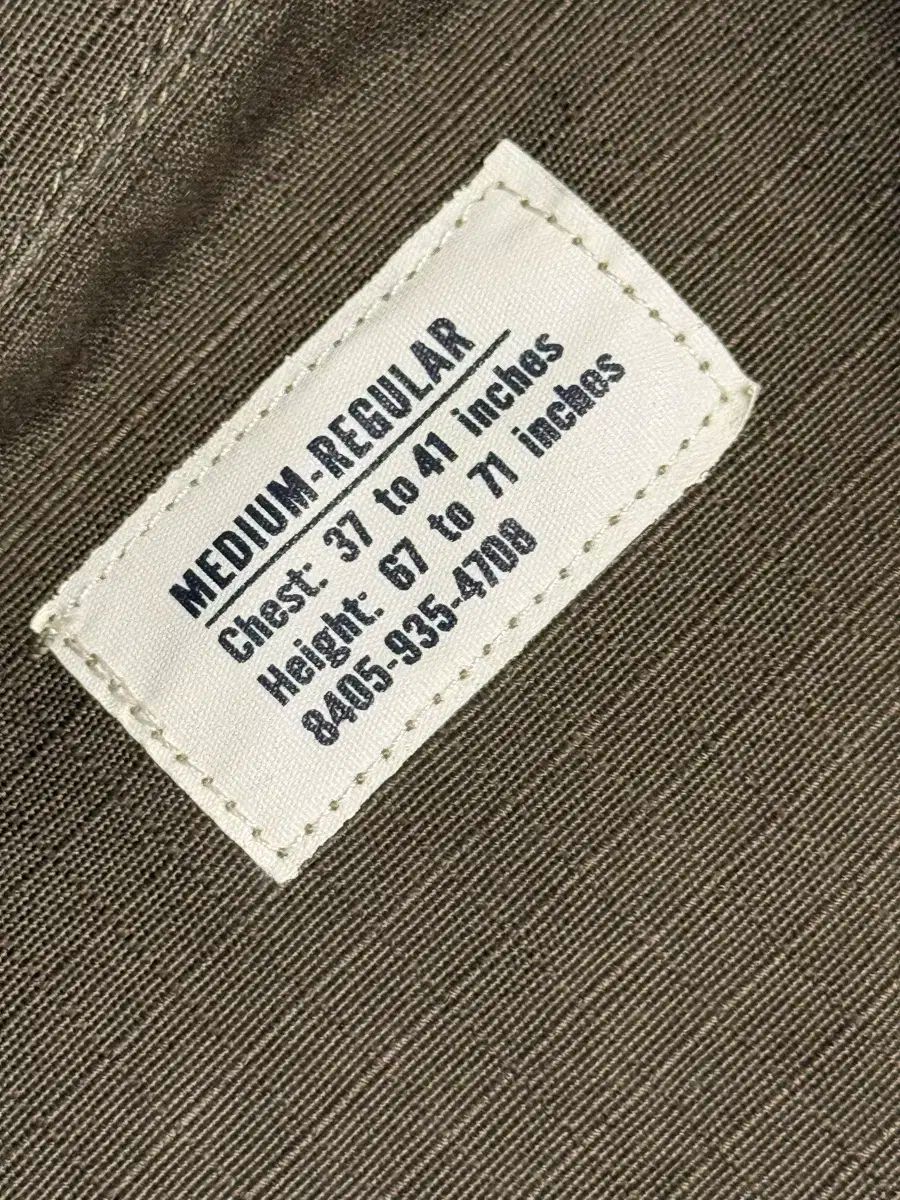 MEDIUM-REGULAR
Chest: 37 to 41 inches
Height: 67 to 71 inches
8405-935-4708